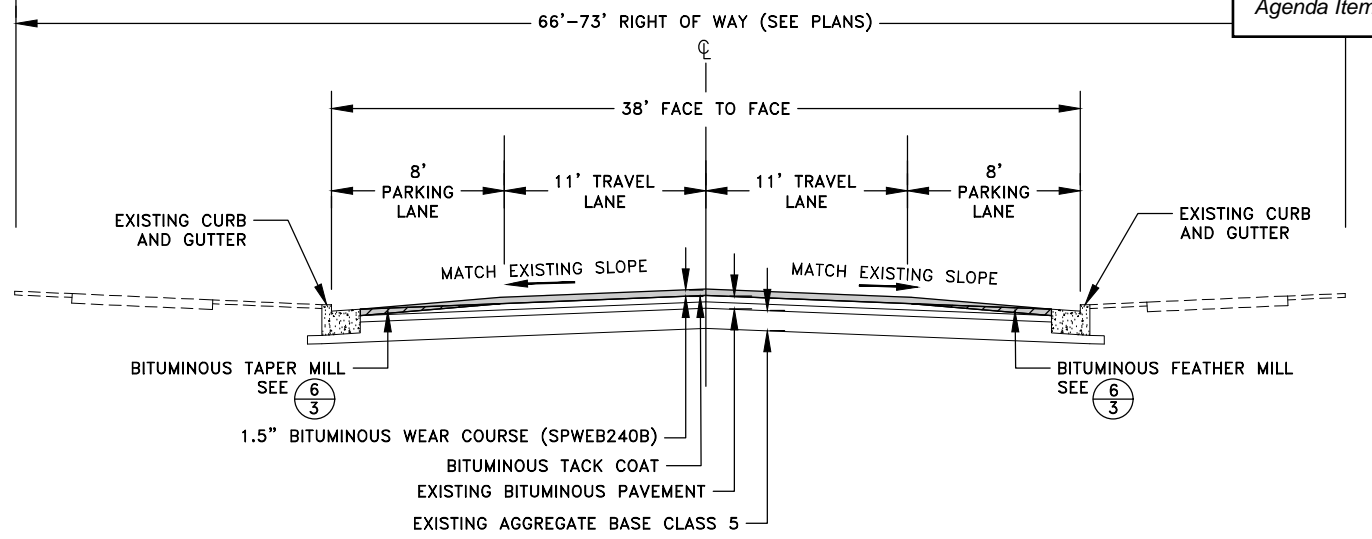 Agenda Item
66'-73' RIGHT OF WAY (SEE PLANS)
℄
38' FACE TO FACE
8'
PARKING
LANE
11' TRAVEL
LANE
11' TRAVEL
LANE
8'
PARKING
LANE
EXISTING CURB
AND GUTTER
EXISTING CURB
AND GUTTER
MATCH EXISTING SLOPE
MATCH EXISTING SLOPE
BITUMINOUS TAPER MILL
SEE 6
3
BITUMINOUS FEATHER MILL
SEE 6
3
1.5" BITUMINOUS WEAR COURSE (SPWEB240B)
BITUMINOUS TACK COAT
EXISTING BITUMINOUS PAVEMENT
EXISTING AGGREGATE BASE CLASS 5